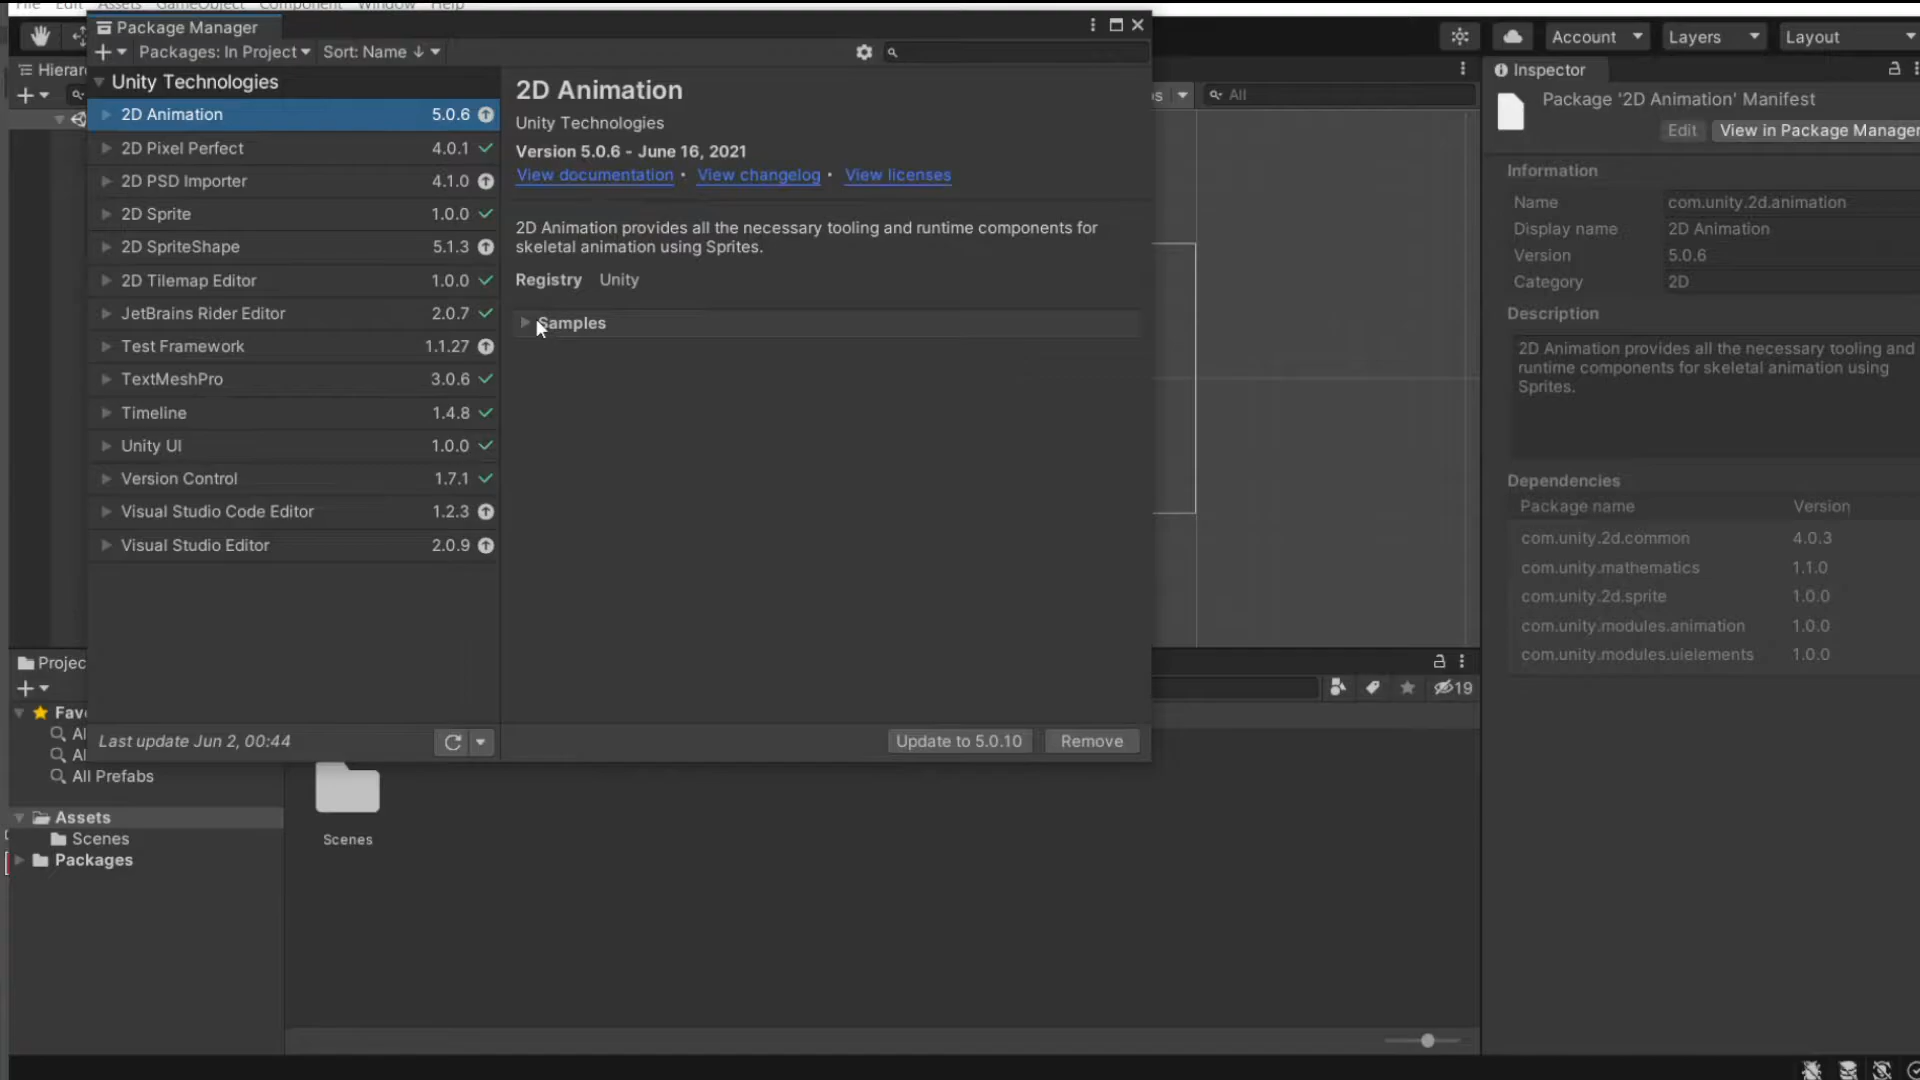 File Edit Assets GameObject Component Window Help
Package Manager
Packages: In Project
Sort: Name ↓
Account
Layers
Layout
Hierar
Unity Technologies
2D Animation 5.0.6
2D Pixel Perfect 4.0.1
2D PSD Importer 4.1.0
2D Sprite 1.0.0
2D SpriteShape 5.1.3
2D Tilemap Editor 1.0.0
JetBrains Rider Editor 2.0.7
Test Framework 1.1.27
TextMeshPro 3.0.6
Timeline 1.4.8
Unity UI 1.0.0
Version Control 1.7.1
Visual Studio Code Editor 1.2.3
Visual Studio Editor 2.0.9
Last update Jun 2, 00:44
2D Animation
Unity Technologies
Version 5.0.6 - June 16, 2021
View documentation • View changelog • View licenses
2D Animation provides all the necessary tooling and runtime components for
skeletal animation using Sprites.
Registry Unity
Samples
Update to 5.0.10
Remove
All
Inspector
Package '2D Animation' Manifest
Edit
View in Package Manager
Information
Name com.unity.2d.animation
Display name 2D Animation
Version 5.0.6
Category 2D
Description
2D Animation provides all the necessary tooling and
runtime components for skeletal animation using
Sprites.
Dependencies
Package name Version
com.unity.2d.common 4.0.3
com.unity.mathematics 1.1.0
com.unity.2d.sprite 1.0.0
com.unity.modules.animation 1.0.0
com.unity.modules.uielements 1.0.0
Projec
19
Fav
Al
Al
All Prefabs
Assets
Scenes
Packages
Scenes